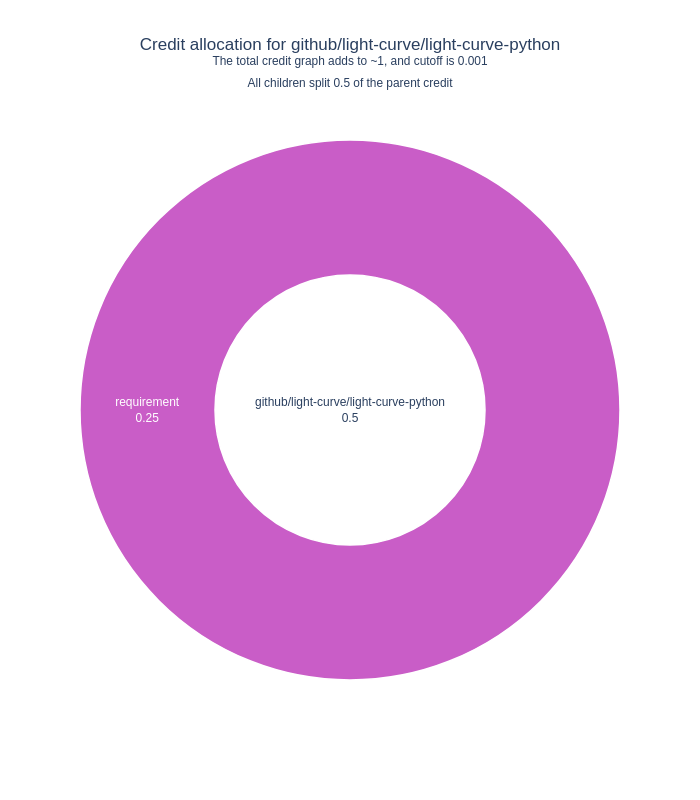 Credit allocation for github/light-curve/light-curve-python
The total credit graph adds to ~1, and cutoff is 0.001
All children split 0.5 of the parent credit
requirement
0.25
github/light-curve/light-curve-python
0.5